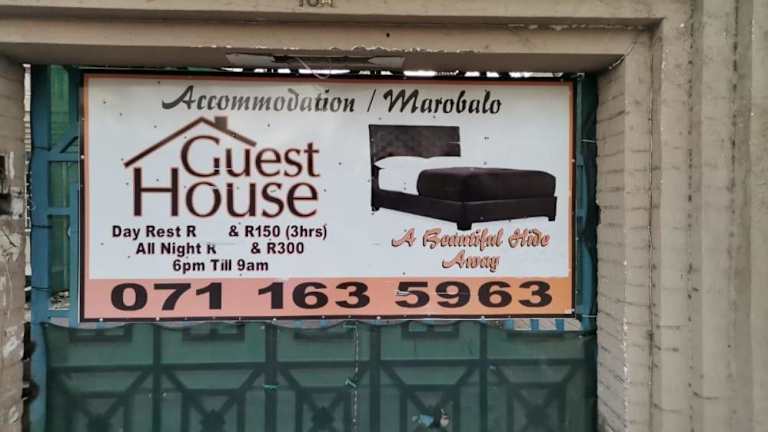 Accommodation / Marobalo
Guest
House
Day Rest R & R150 (3hrs)
All Night R & R300
6pm Till 9am
A Beautiful Hide
Away
071 163 5963